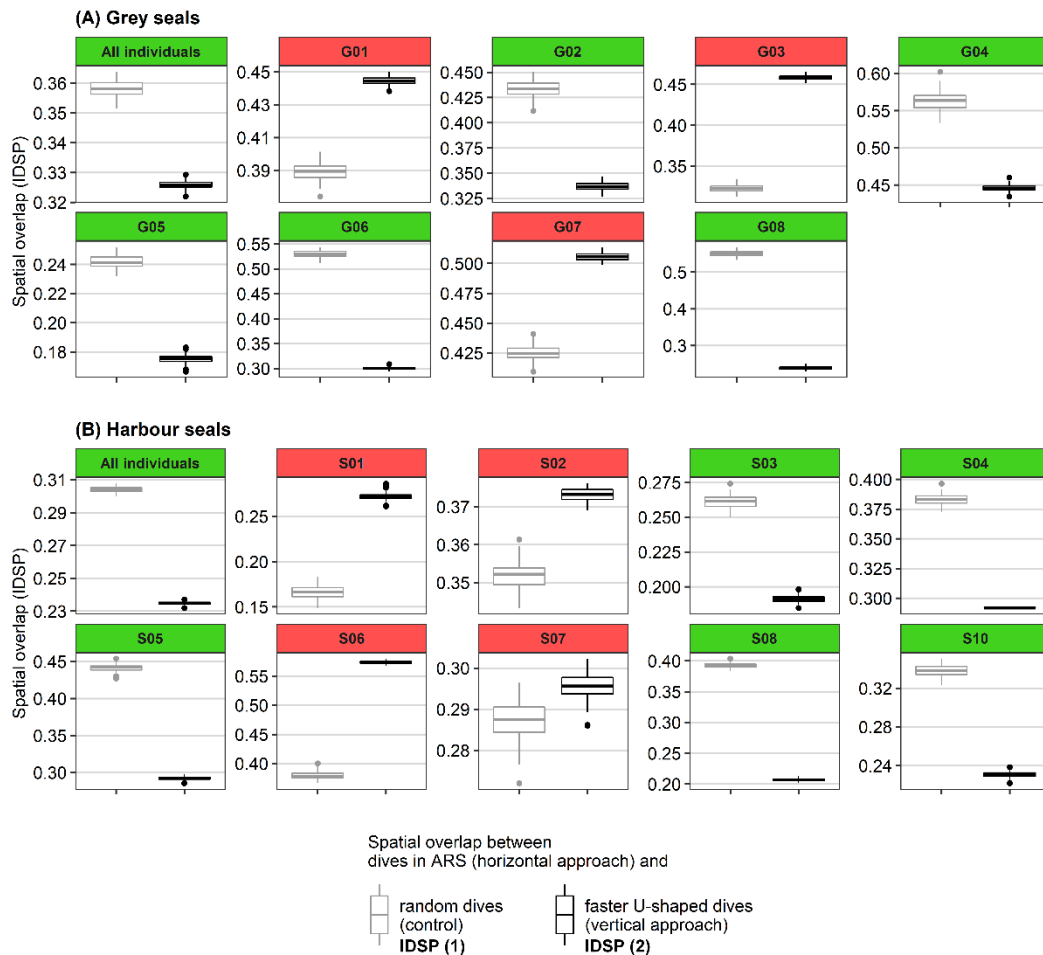 (A) Grey seals
Spatial overlap (IDSP)
All individuals
0.36
0.35
0.34
0.33
0.32
G01
0.45
0.43
0.41
0.39
G02
0.450
0.425
0.400
0.375
0.350
0.325
G03
0.45
0.40
0.35
G04
0.60
0.55
0.50
0.45
G05
0.24
0.22
0.20
0.18
G06
0.55
0.50
0.45
0.40
0.35
0.30
G07
0.500
0.475
0.450
0.425
G08
0.5
0.4
0.3
(B) Harbour seals
Spatial overlap (IDSP)
All individuals
0.31
0.29
0.27
0.25
0.23
S01
0.25
0.20
0.15
S02
0.37
0.36
0.35
S03
0.275
0.250
0.225
0.200
S04
0.400
0.375
0.350
0.325
0.300
S05
0.45
0.40
0.35
0.30
S06
0.55
0.50
0.45
0.40
S07
0.30
0.29
0.28
S08
0.40
0.35
0.30
0.25
0.20
S10
0.32
0.28
0.24
Spatial overlap between
dives in ARS (horizontal approach) and
random dives
(control)
IDSP (1)
faster U-shaped dives
(vertical approach)
IDSP (2)